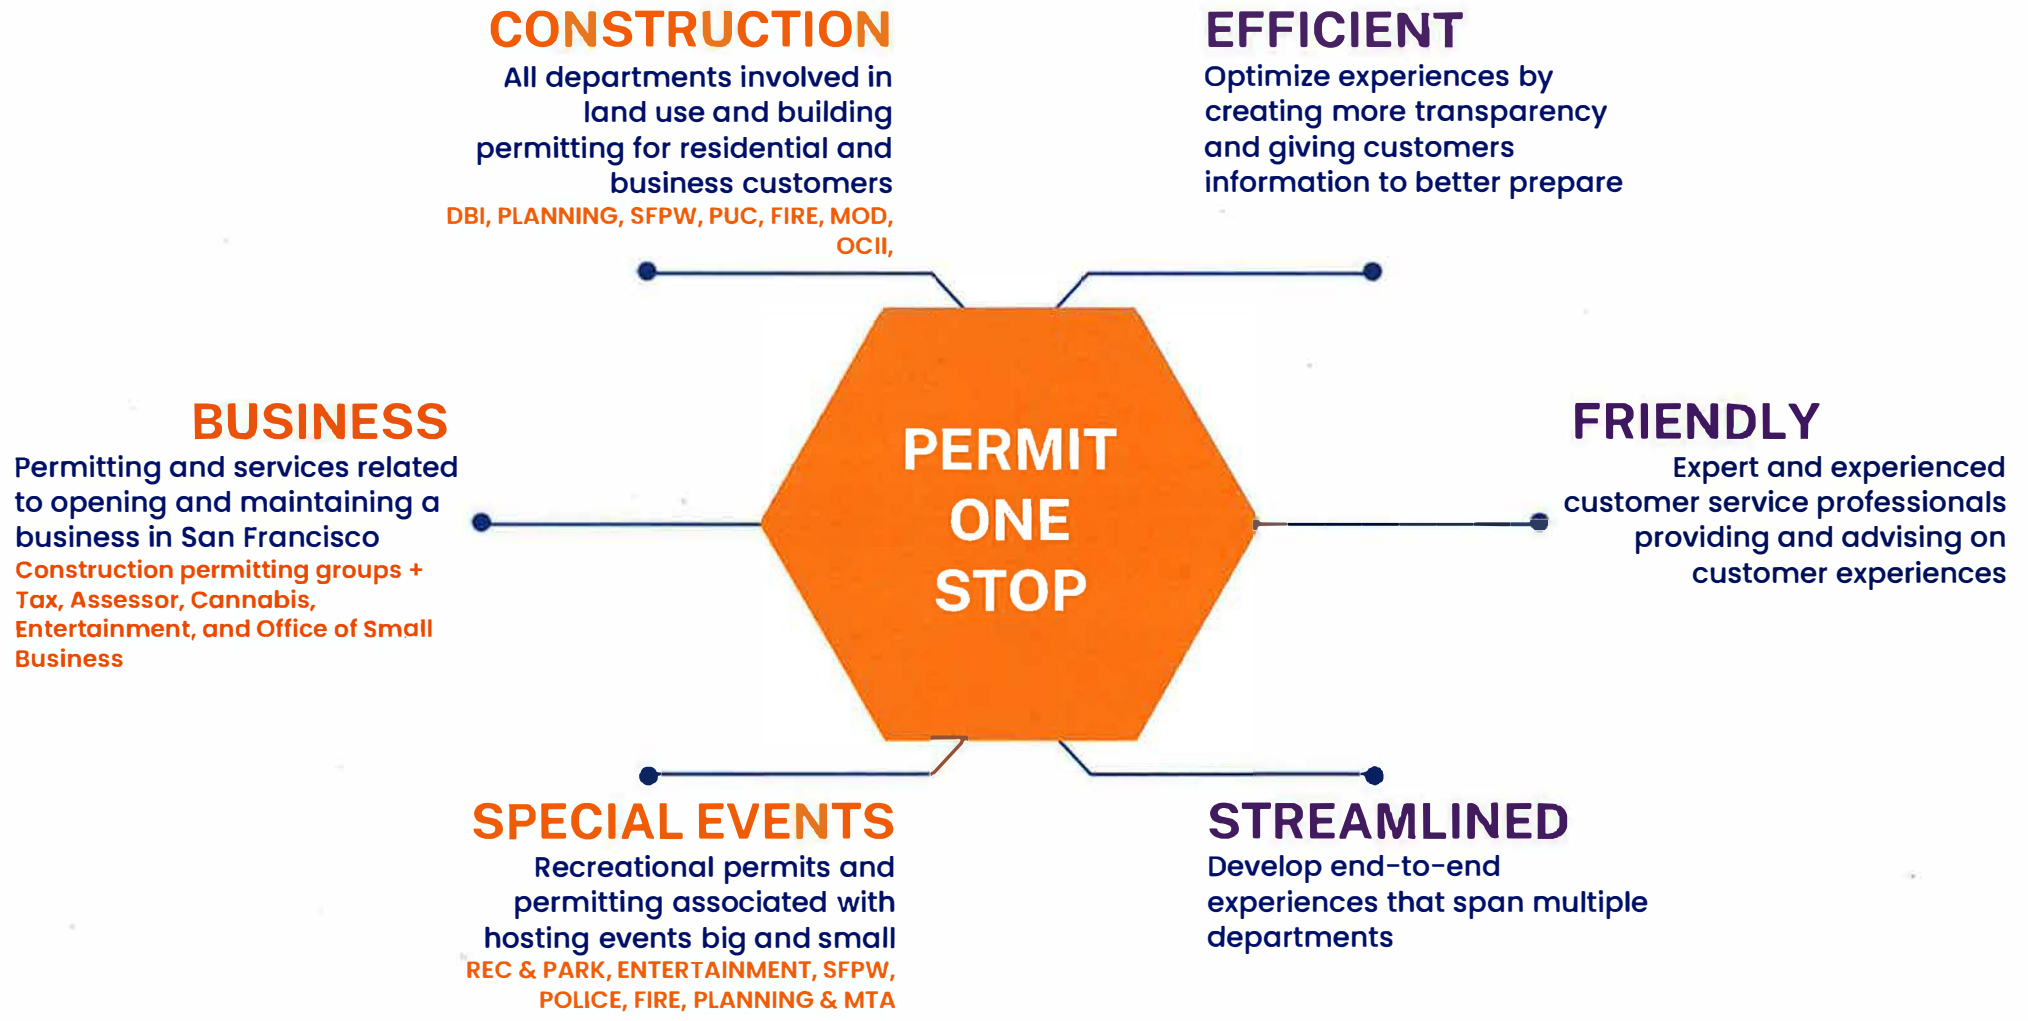 CONSTRUCTION
All departments involved in
land use and building
permitting for residential and
business customers
DBI, PLANNING, SFPW, PUC, FIRE, MOD,
OCII,
EFFICIENT
Optimize experiences by
creating more transparency
and giving customers
information to better prepare
BUSINESS
Permitting and services related
to opening and maintaining a
business in San Francisco
Construction permitting groups +
Tax, Assessor, Cannabis,
Entertainment, and Office of Small
Business
PERMIT
ONE
STOP
FRIENDLY
Expert and experienced
customer service professionals
providing and advising on
customer experiences
SPECIAL EVENTS
Recreational permits and
permitting associated with
hosting events big and small
REC & PARK, ENTERTAINMENT, SFPW,
POLICE, FIRE, PLANNING & MTA
STREAMLINED
Develop end-to-end
experiences that span multiple
departments